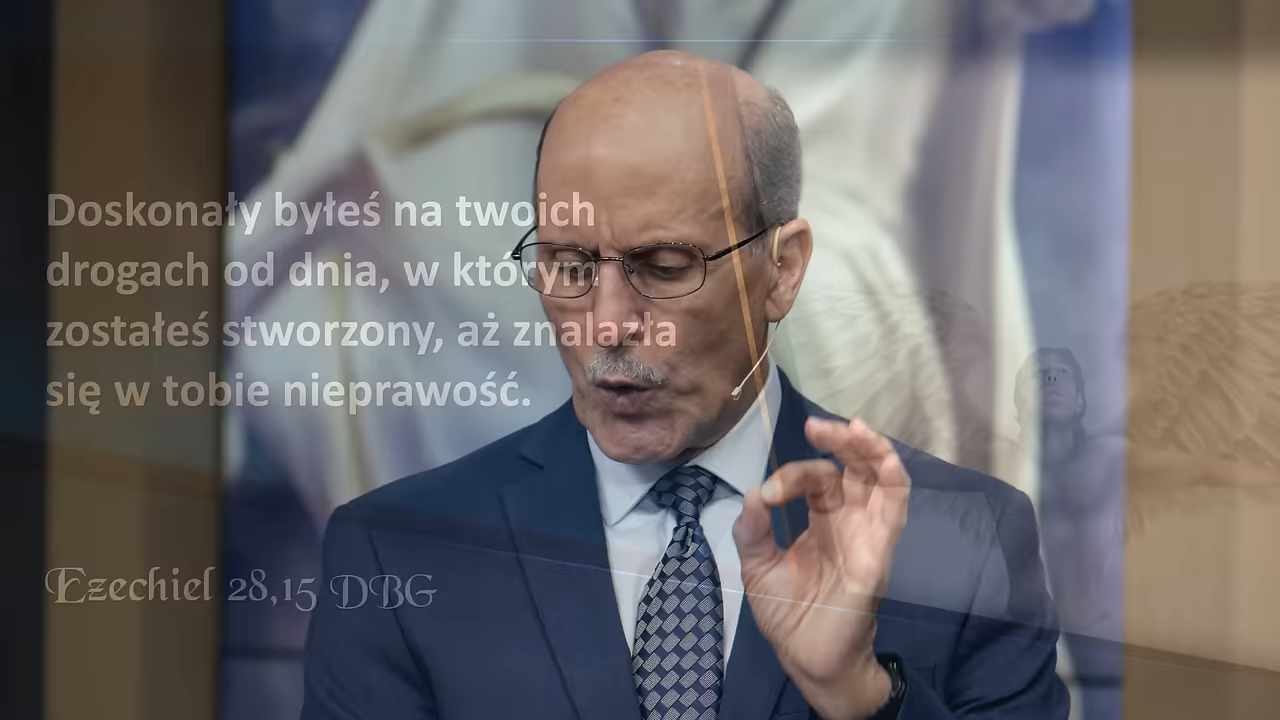 Doskonały byłeś na twoich
drogach od dnia, w którym
zostałeś stworzony, aż znalazła
się w tobie nieprawość.
Ezechiel 28,15 DBG